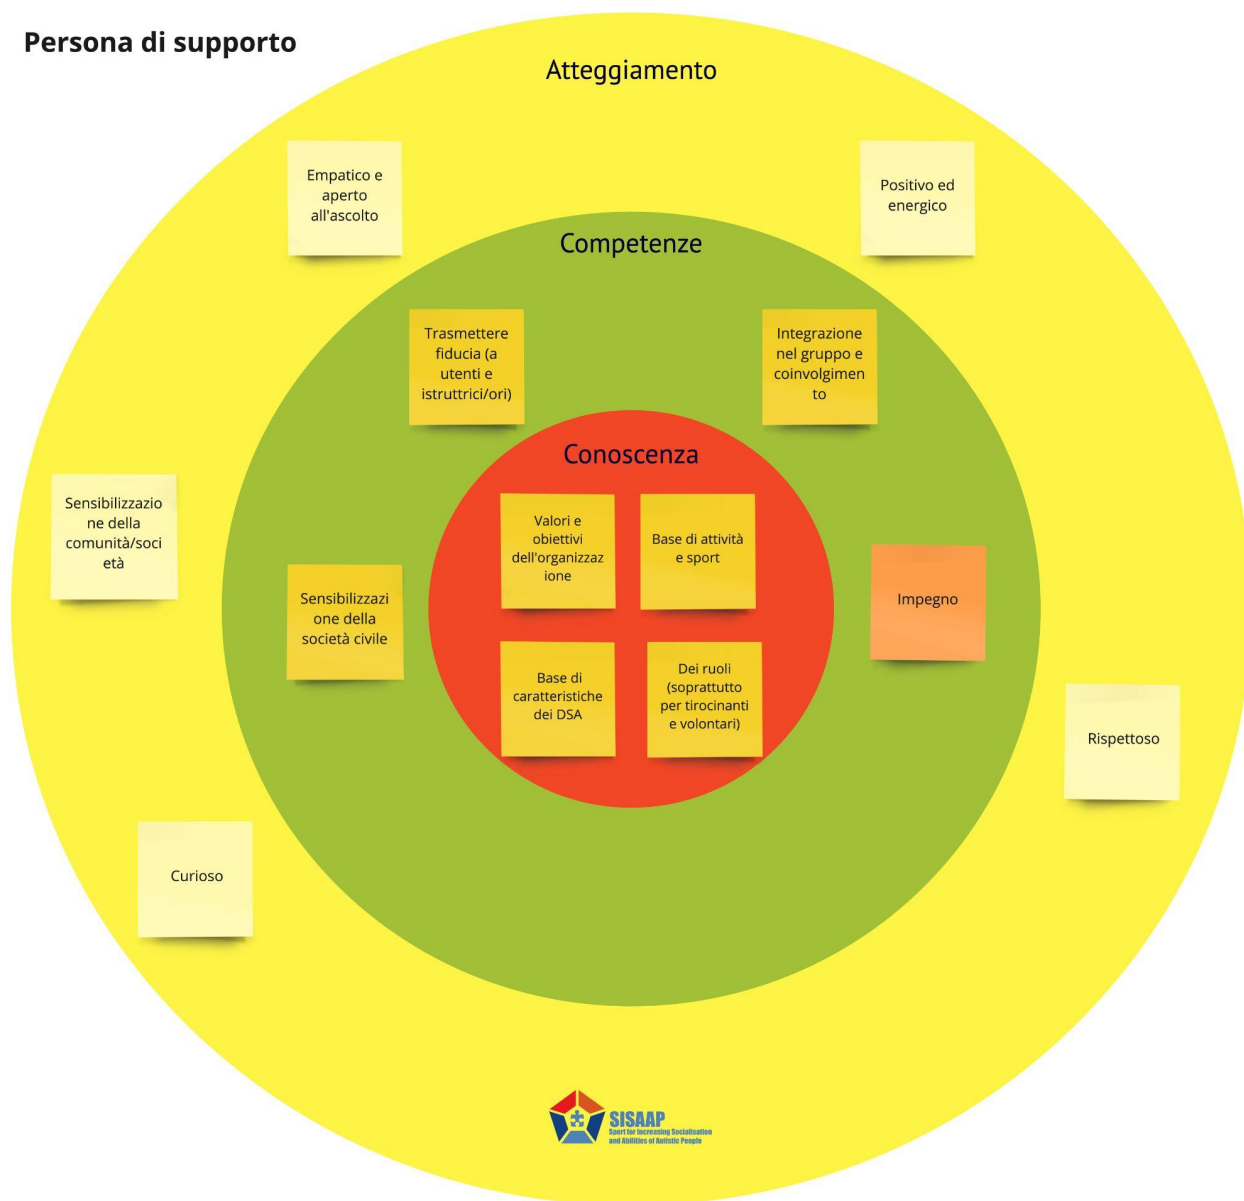 Persona di supporto
Atteggiamento
Empatico e
aperto
all'ascolto
Positivo ed
energico
Competenze
Trasmettere
fiducia (a
utenti e
istruttrici/ori)
Integrazione
nel gruppo e
coinvolgimen
to
Conoscenza
Valori e
obiettivi
dell'organizzaz
ione
Base di attività
e sport
Sensibilizzazio
ne della
comunità/soci
età
Sensibilizzazi
one della
società civile
Impegno
Base di
caratteristiche
dei DSA
Dei ruoli
(soprattutto
per tirocinanti
e volontari)
Rispettoso
Curioso
SISAAP
Sport for Increasing Socialisation
and Abilities of Autistic People